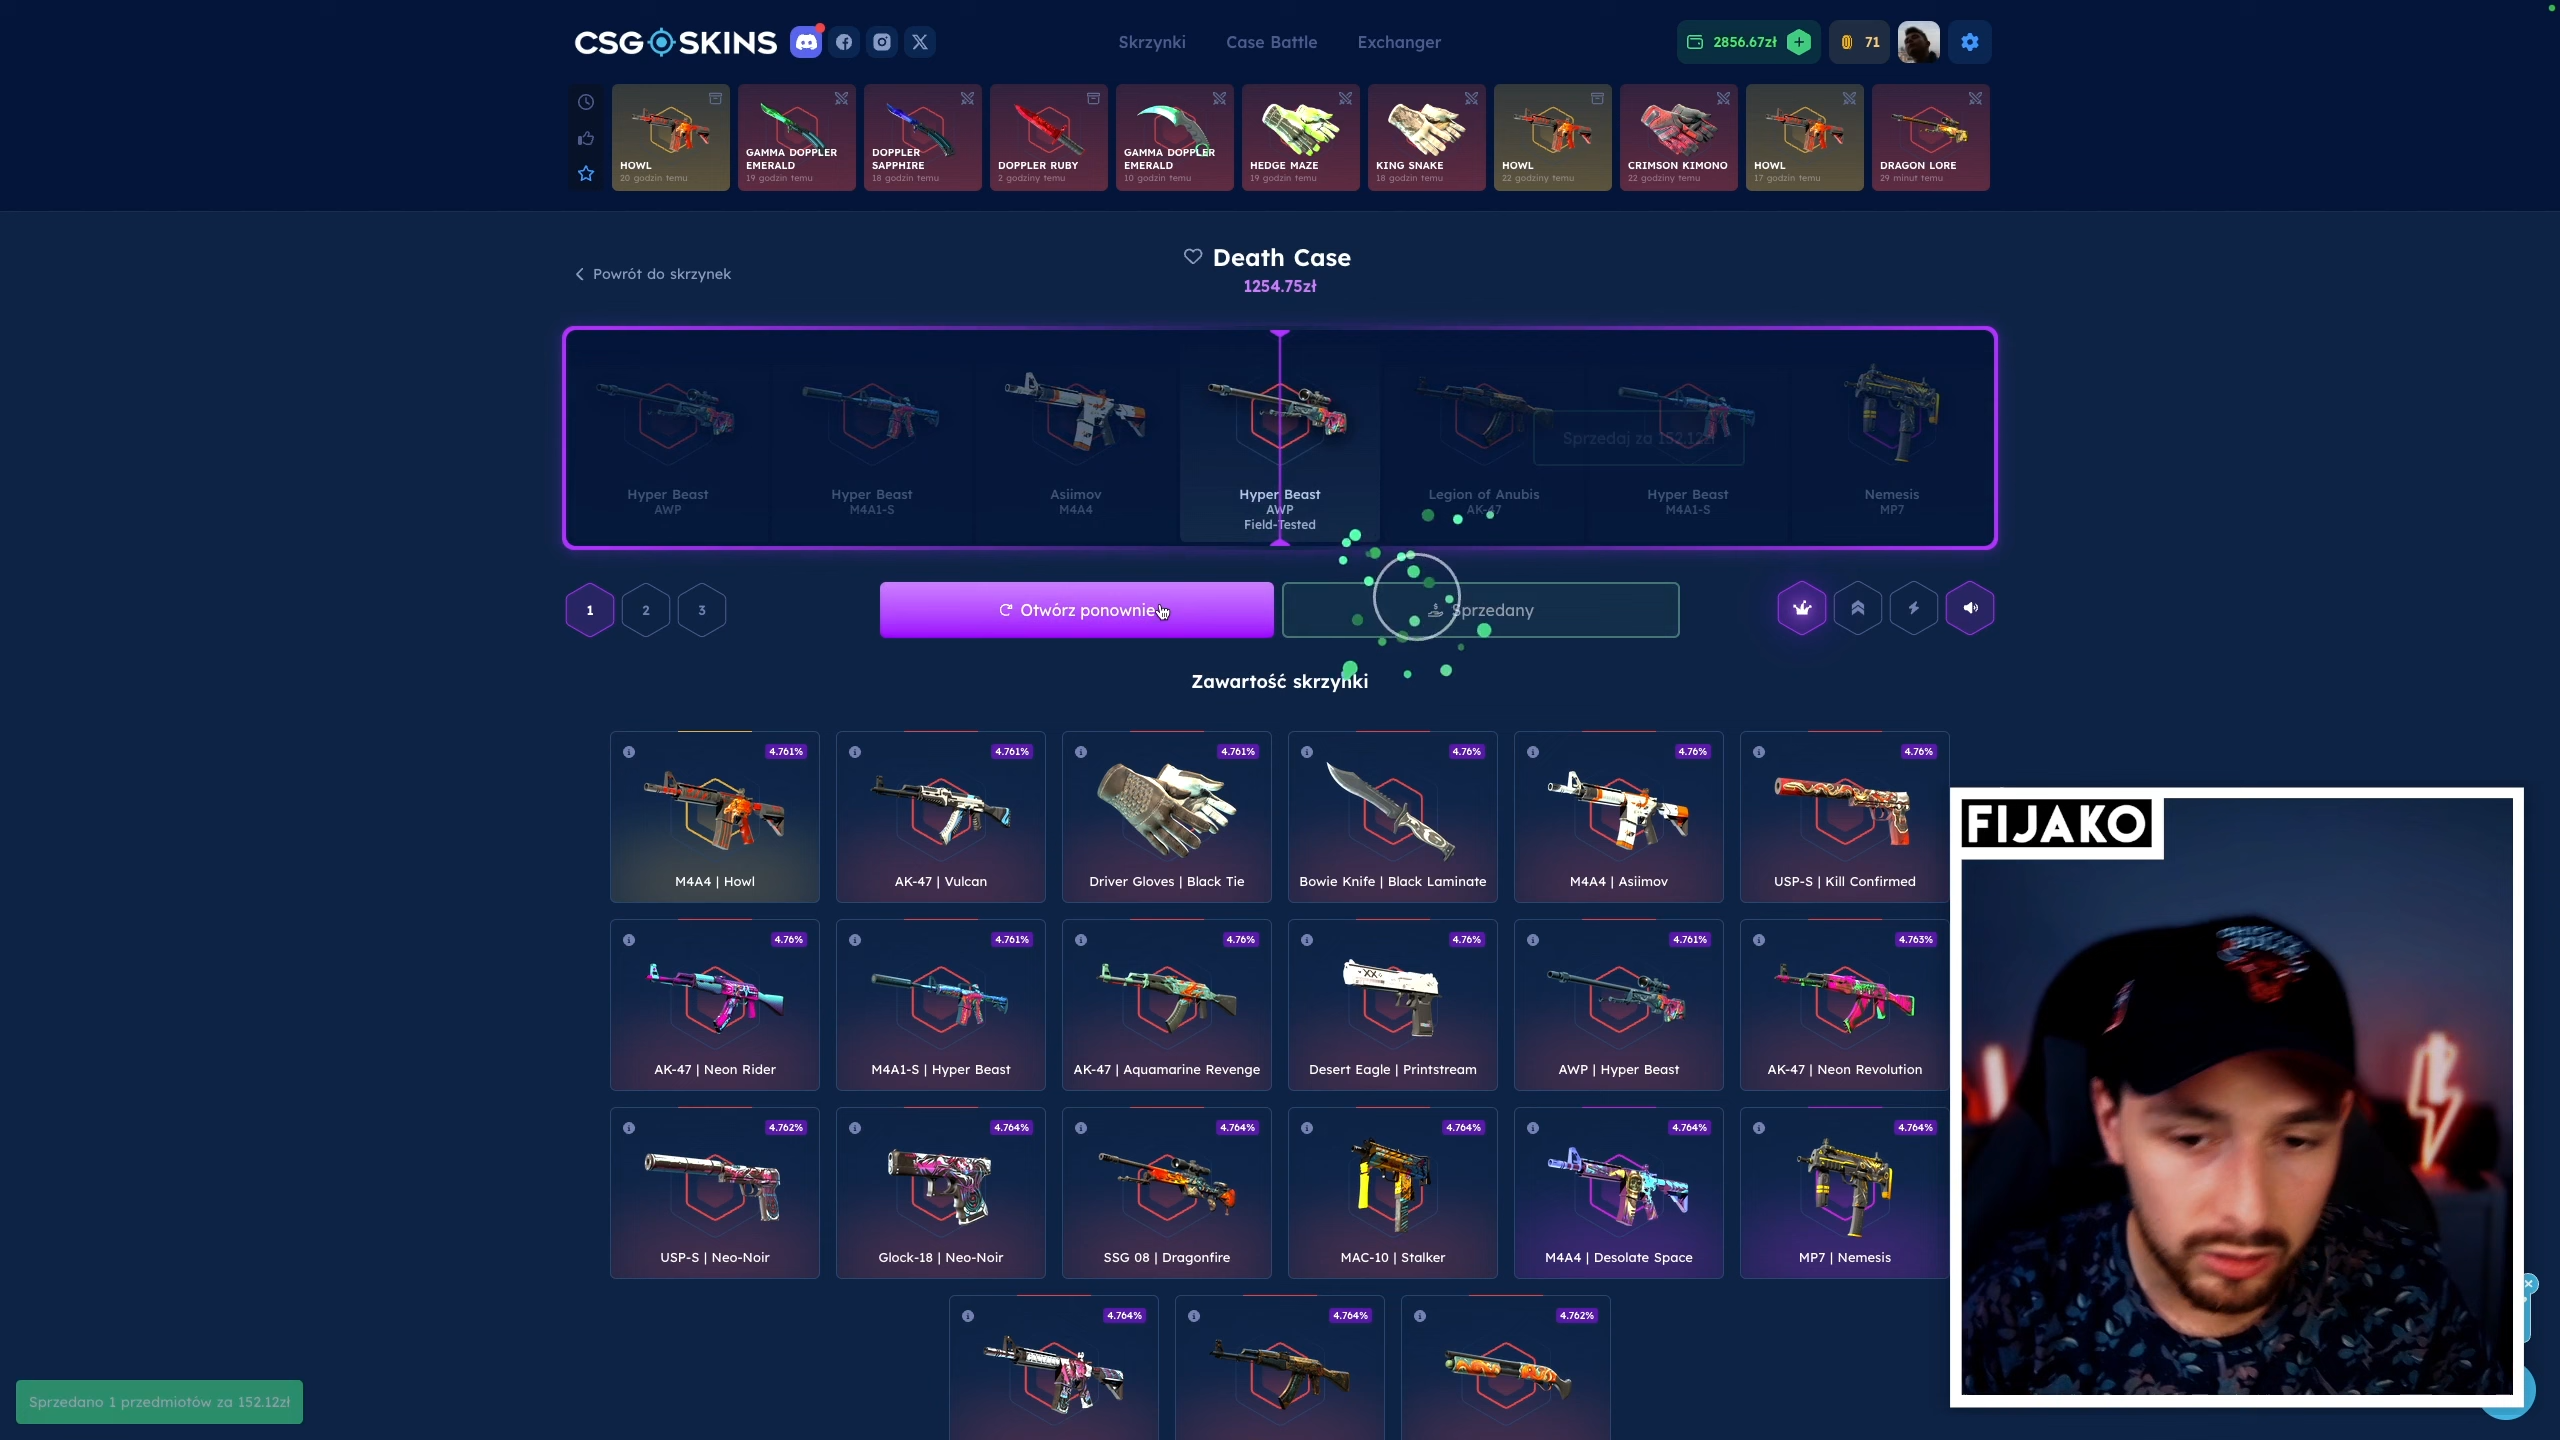 CSG SKINS
Skrzynki
Case Battle
Exchanger
2856.67zł
71
HOWL
20 godzin temu
GAMMA DOPPLER
EMERALD
19 godzin temu
DOPPLER
SAPPHIRE
18 godzin temu
DOPPLER RUBY
2 godziny temu
GAMMA DOPPLER
EMERALD
10 godzin temu
HEDGE MAZE
19 godzin temu
KING SNAKE
18 godzin temu
HOWL
22 godziny temu
CRIMSON KIMONO
22 godziny temu
HOWL
17 godzin temu
DRAGON LORE
29 minut temu
Powrót do skrzynek
Death Case
1254.75zł
Hyper Beast
AWP
Hyper Beast
M4A1-S
Asiimov
M4A4
Hyper Beast
AWP
Field-Tested
Legion of Anubis
AK-47
Sprzedaj za 152.12zł
Hyper Beast
M4A1-S
Nemesis
MP7
1
2
3
Otwórz ponownie
Sprzedany
Zawartość skrzynki
4.761%
M4A4 | Howl
4.761%
AK-47 | Vulcan
4.761%
Driver Gloves | Black Tie
4.76%
Bowie Knife | Black Laminate
4.76%
M4A4 | Asiimov
4.76%
USP-S | Kill Confirmed
4.76%
AK-47 | Neon Rider
4.761%
M4A1-S | Hyper Beast
4.76%
AK-47 | Aquamarine Revenge
4.76%
Desert Eagle | Printstream
4.761%
AWP | Hyper Beast
4.763%
AK-47 | Neon Revolution
4.762%
USP-S | Neo-Noir
4.764%
Glock-18 | Neo-Noir
4.764%
SSG 08 | Dragonfire
4.764%
MAC-10 | Stalker
4.764%
M4A4 | Desolate Space
4.764%
MP7 | Nemesis
4.764%
4.764%
4.762%
FIJAKO
Sprzedano 1 przedmiotów za 152.12zł